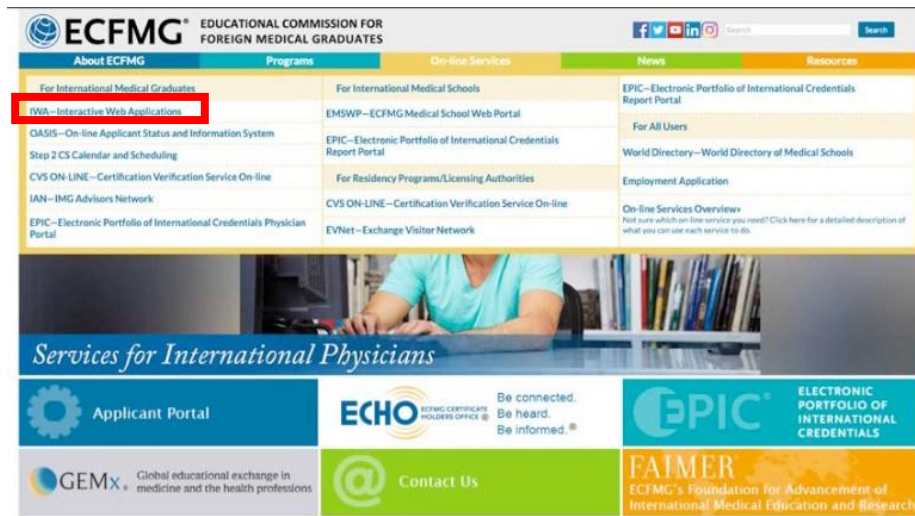 ECFMG®
EDUCATIONAL COMMISSION FOR
FOREIGN MEDICAL GRADUATES
Search
Search
About ECFMG
Programs
On-line Services
News
Resources
For International Medical Graduates
IWA—Interactive Web Applications
OASIS—On-line Applicant Status and Information System
Step 2 CS Calendar and Scheduling
CVS ON-LINE—Certification Verification Service On-line
IAN—IMG Advisors Network
EPIC—Electronic Portfolio of International Credentials Physician
Portal
For International Medical Schools
EMSWP—ECFMG Medical School Web Portal
EPIC—Electronic Portfolio of International Credentials
Report Portal
For Residency Programs/Licensing Authorities
CVS ON-LINE—Certification Verification Service On-line
EVNet—Exchange Visitor Network
EPIC—Electronic Portfolio of International Credentials
Report Portal
For All Users
World Directory—World Directory of Medical Schools
Employment Application
On-line Services Overview»
Not sure which on-line service you need? Click here for a detailed description of
what you can use each service to do.
Services for International Physicians
Applicant Portal
ECHO
ECFMG CERTIFICATE
HOLDERS OFFICE
Be connected.
Be heard.
Be informed.®
EPIC
ELECTRONIC
PORTFOLIO OF
INTERNATIONAL
CREDENTIALS
GEMx®
Global educational exchange in
medicine and the health professions
@
Contact Us
FAIMER
ECFMG's Foundation for Advancement of
International Medical Education and Research